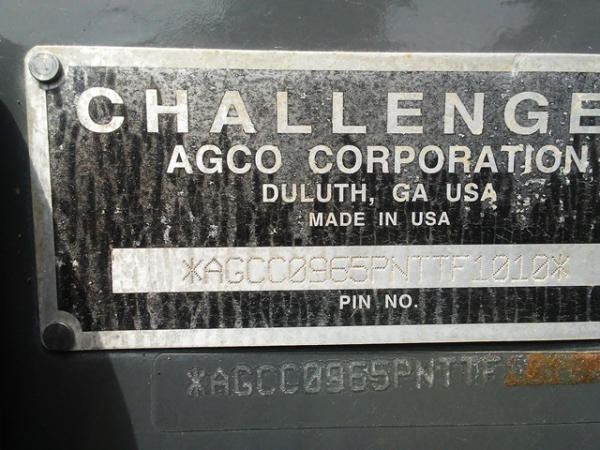 CHALLENGE
AGCO CORPORATION
DULUTH, GA USA
MADE IN USA
*AGCC0965PNTTF1010*
PIN NO.
*AGCC0965PNTTF